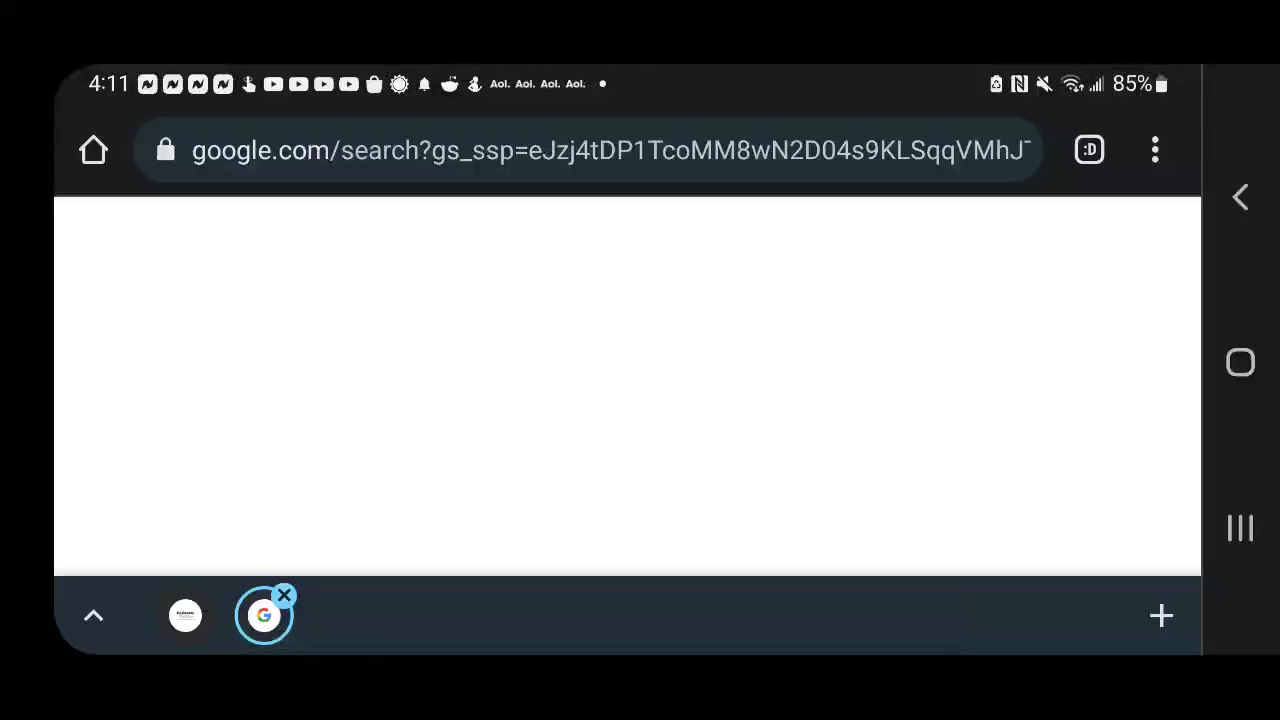 4:11 Aol. Aol. Aol. Aol. 85%
google.com/search?gs_ssp=eJzj4tDP1TcoMM8wN2D04s9KLSqqVMhJ
:D
G